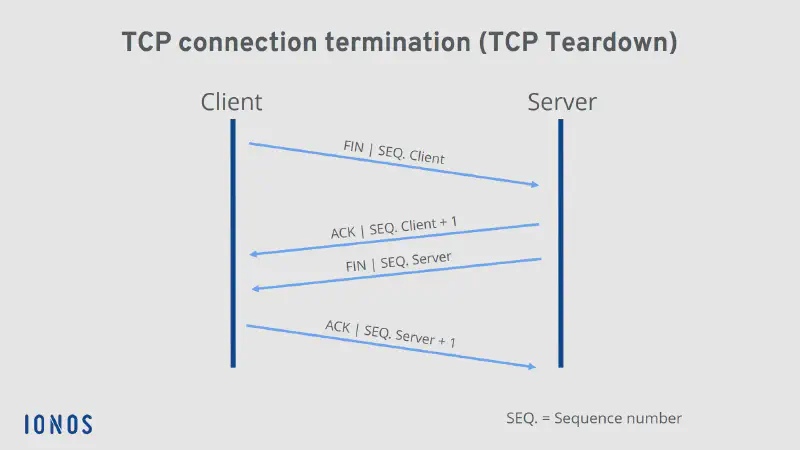 TCP connection termination (TCP Teardown)
Client
Server
FIN | SEQ. Client
ACK | SEQ. Client + 1
FIN | SEQ. Server
ACK | SEQ. Server + 1
IONOS
SEQ. = Sequence number